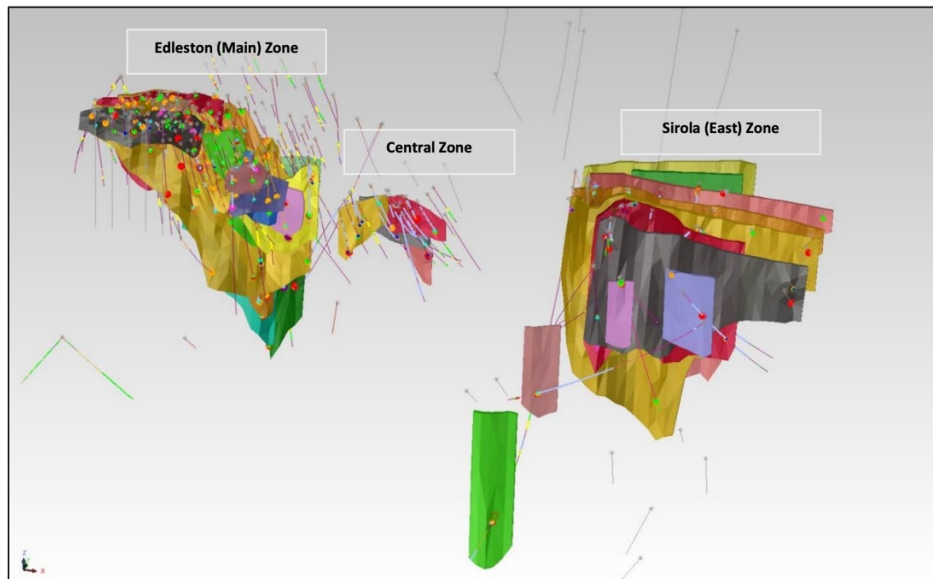 Edleston (Main) Zone
Central Zone
Sirola (East) Zone
Z
X